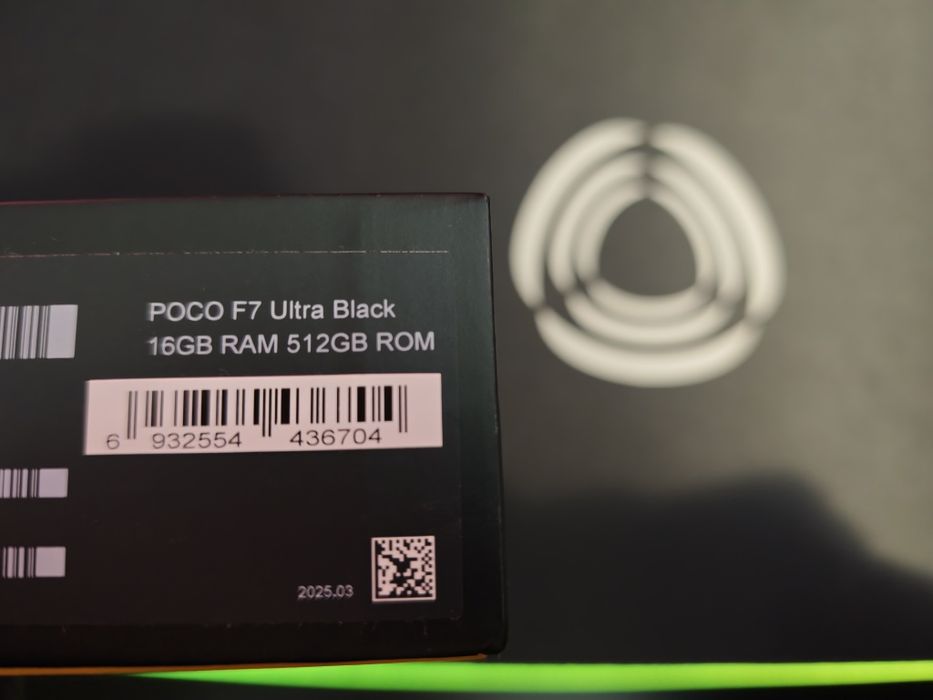 POCO F7 Ultra Black
16GB RAM 512GB ROM
6 932554 436704
2025.03